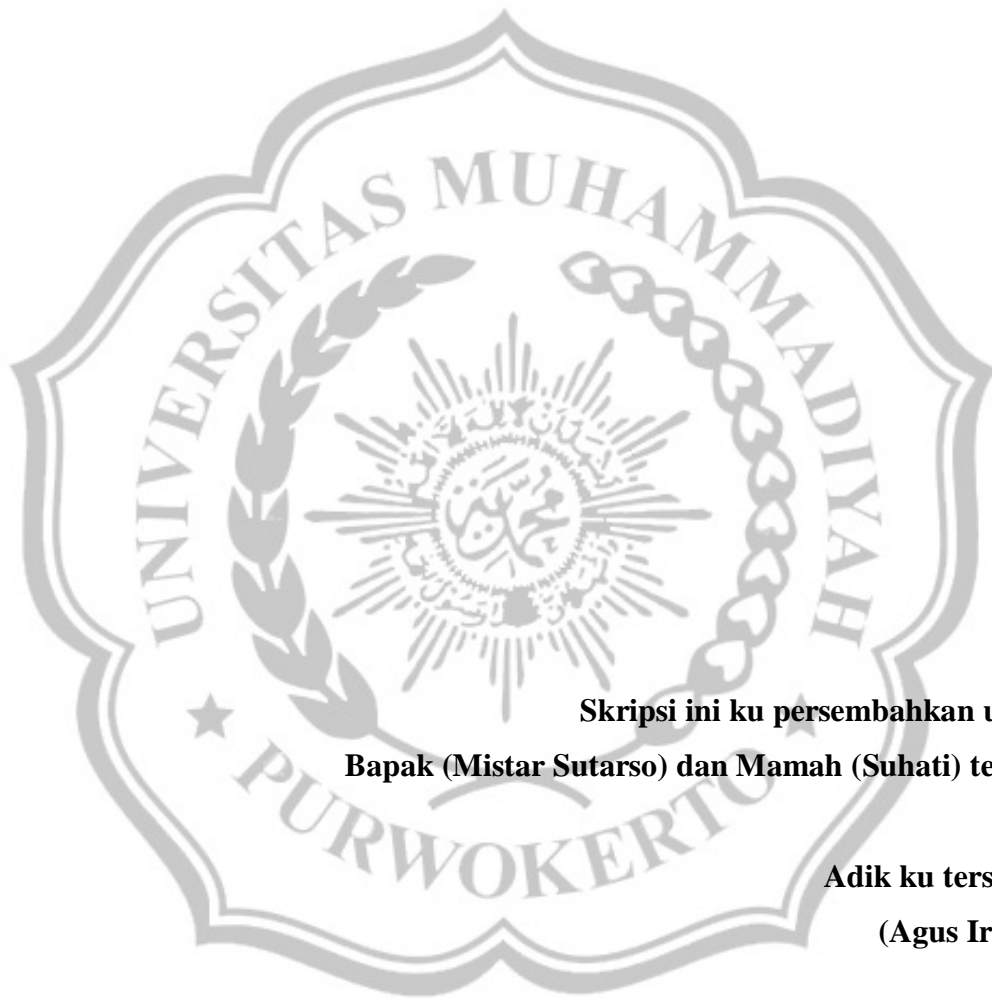 UNIVERSITAS MUHAMMADIYAH
PURWOKERTO
Skripsi ini ku persembahkan u
Bapak (Mistar Sutarso) dan Mamah (Suhati) te
Adik ku ters
(Agus Ir